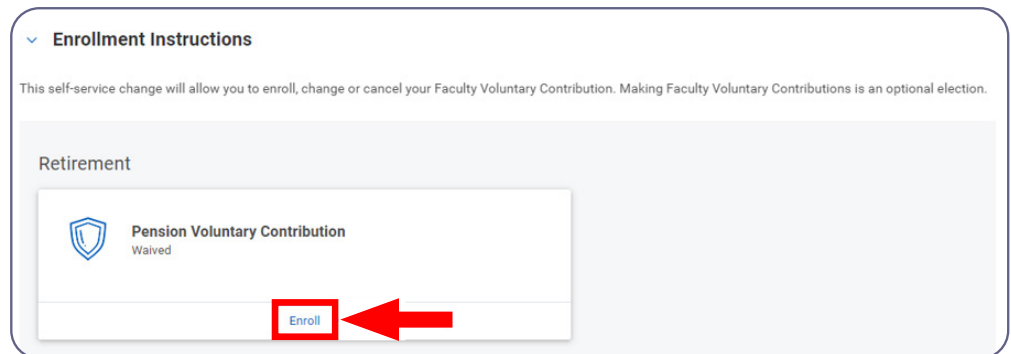 Enrollment Instructions
This self-service change will allow you to enroll, change or cancel your Faculty Voluntary Contribution. Making Faculty Voluntary Contributions is an optional election.
Retirement
Pension Voluntary Contribution
Waived
Enroll